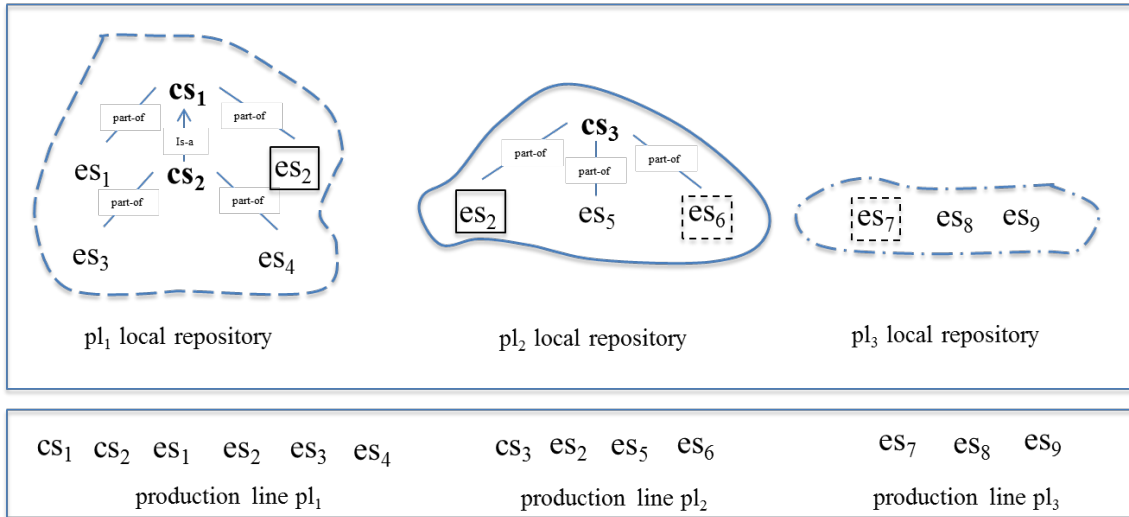 cs₁
part-of
part-of
Is-a
es₁
cs₂
es₂
part-of
part-of
es₃
es₄
pl₁ local repository
cs₃
part-of
part-of
part-of
es₂
es₅
es₆
pl₂ local repository
es₇ es₈ es₉
pl₃ local repository
cs₁ cs₂ es₁ es₂ es₃ es₄
production line pl₁
cs₃ es₂ es₅ es₆
production line pl₂
es₇ es₈ es₉
production line pl₃